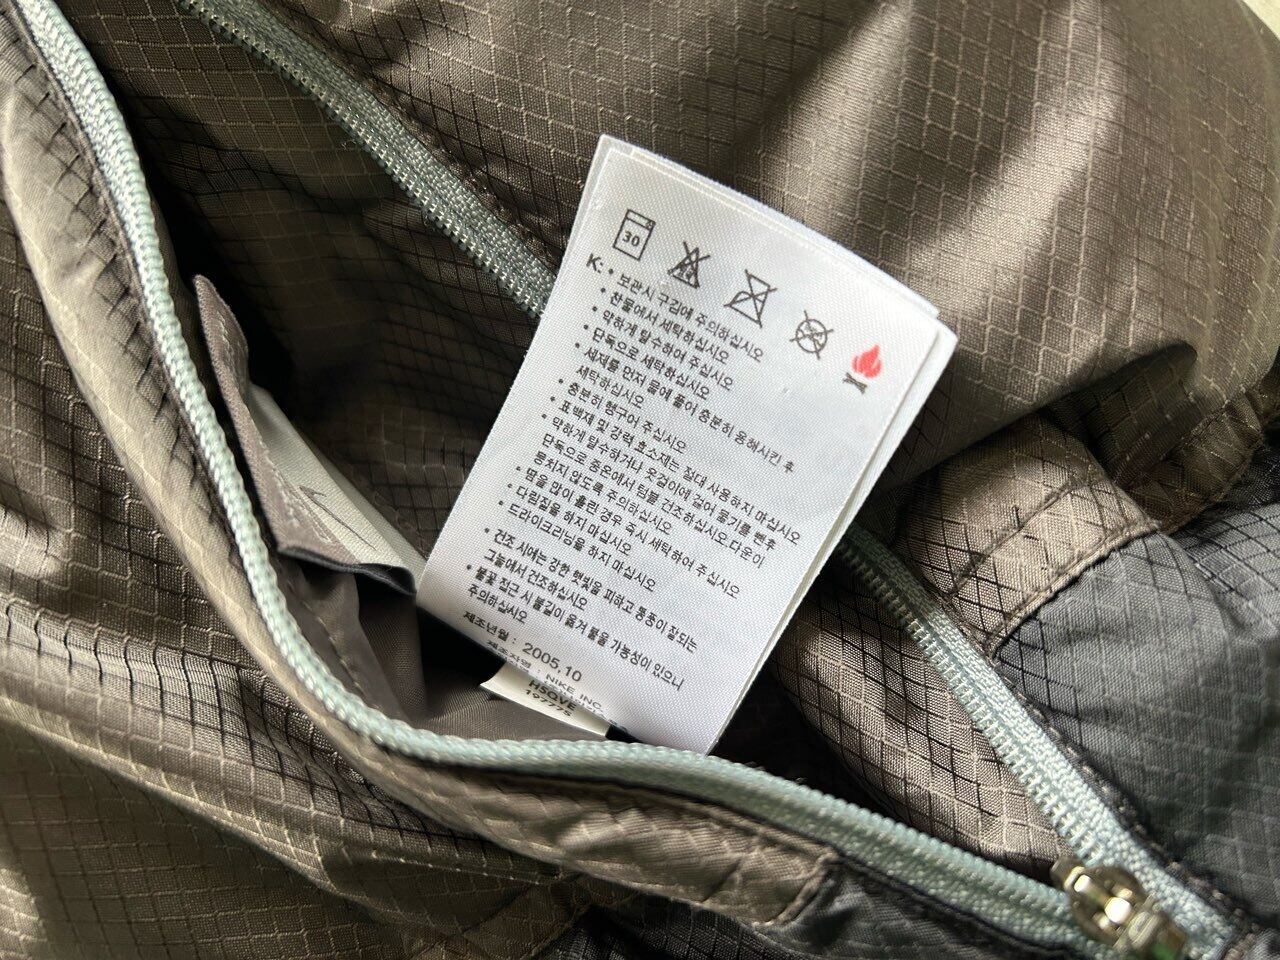 30
K: • 보관시 구김에 주의하십시오
• 찬물에서 세탁하십시오
• 약하게 탈수하여 주십시오
• 단독으로 세탁하십시오
• 세제를 먼저 물에 풀어 충분히 용해시킨 후
세탁하십시오
• 충분히 헹구어 주십시오
• 표백제 및 강력 효소제는 절대 사용하지 마십시오
• 약하게 탈수하거나 옷걸이에 걸어 물기를 뺀후
단독으로 중온에서 텀블 건조하십시오.다운이
뭉치지 않도록 주의하십시오
• 땀을 많이 흘린 경우 즉시 세탁하여 주십시오
• 다림질을 하지 마십시오
• 드라이크리닝을 하지 마십시오
• 건조 시에는 강한 햇빛을 피하고 통풍이 잘되는
그늘에서 건조하십시오
• 불꽃 접근 시 불길이 옮겨 붙을 가능성이 있으니
주의하십시오
제조년월 : 2005.10
제조자명 : NIKE INC.
HSQVE
197775